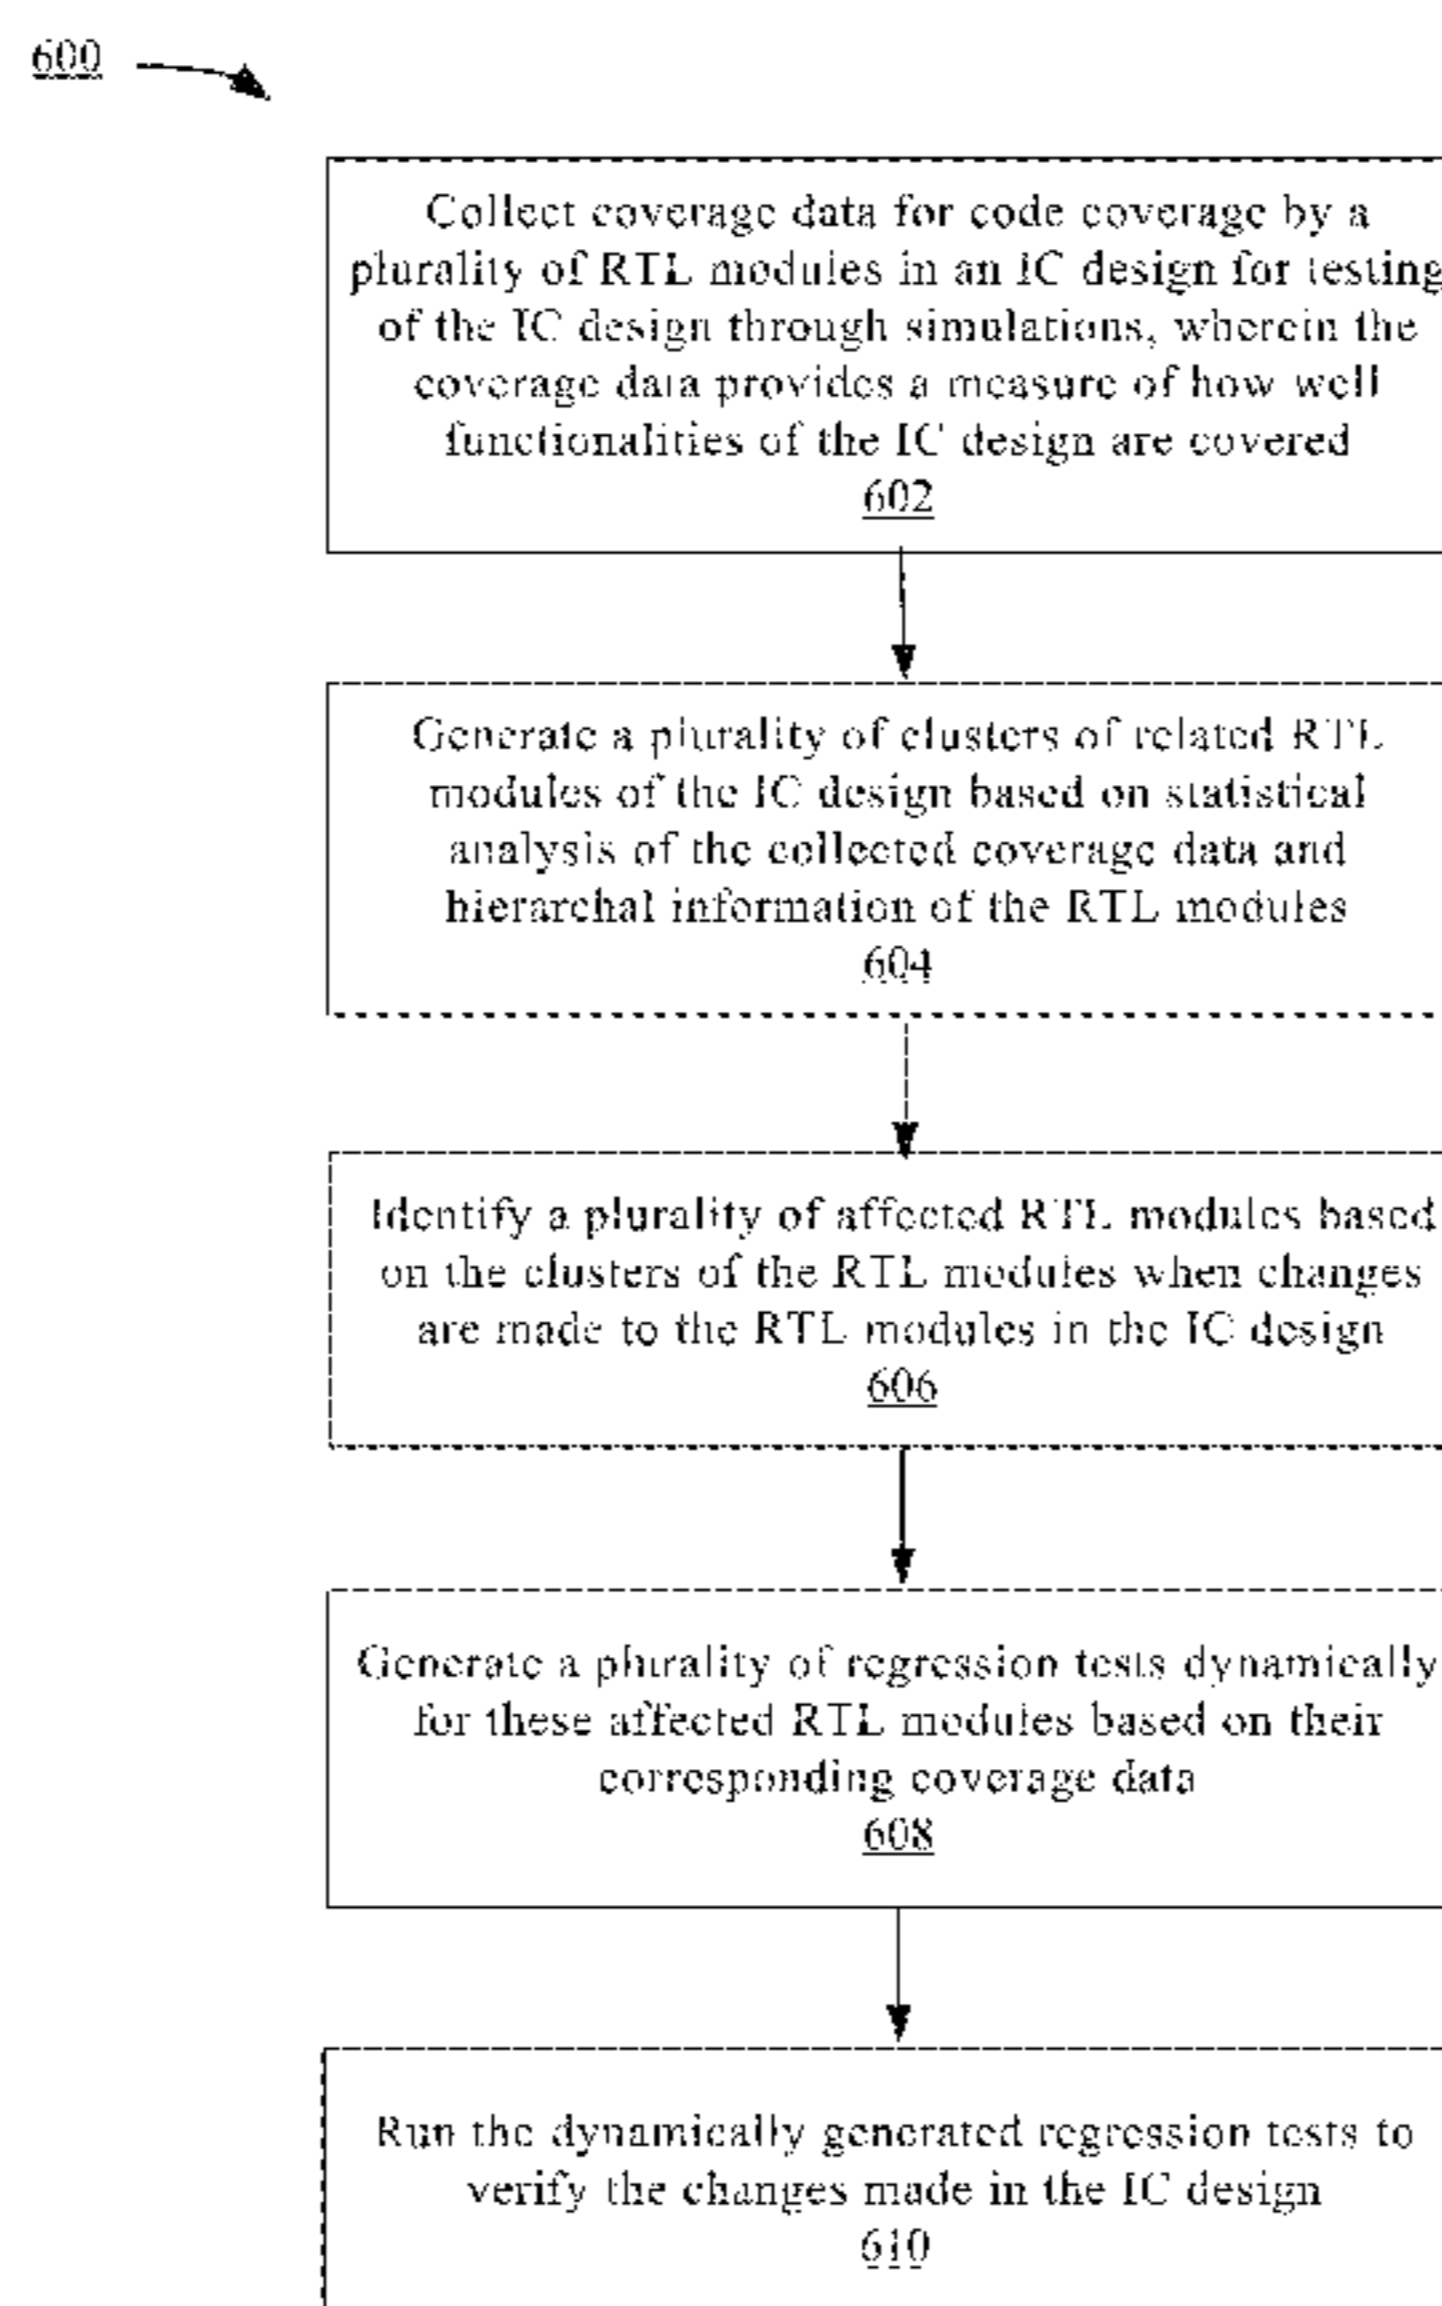 600
Collect coverage data for code coverage by a
plurality of RTL modules in an IC design for testing
of the IC design through simulations, wherein the
coverage data provides a measure of how well
functionalities of the IC design are covered
602
Generate a plurality of clusters of related RTL
modules of the IC design based on statistical
analysis of the collected coverage data and
hierarchal information of the RTL modules
604
Identify a plurality of affected RTL modules based
on the clusters of the RTL modules when changes
are made to the RTL modules in the IC design
606
Generate a plurality of regression tests dynamically
for these affected RTL modules based on their
corresponding coverage data
608
Run the dynamically generated regression tests to
verify the changes made in the IC design
610